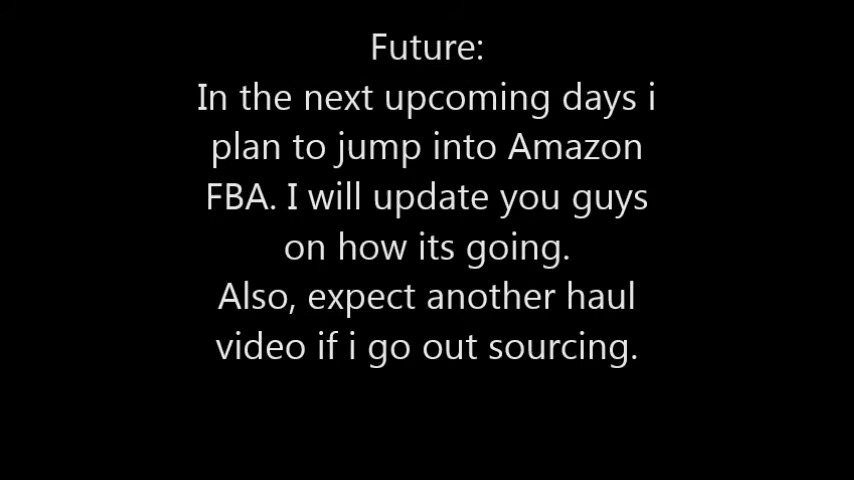 Future:
In the next upcoming days i
plan to jump into Amazon
FBA. I will update you guys
on how its going.
Also, expect another haul
video if i go out sourcing.